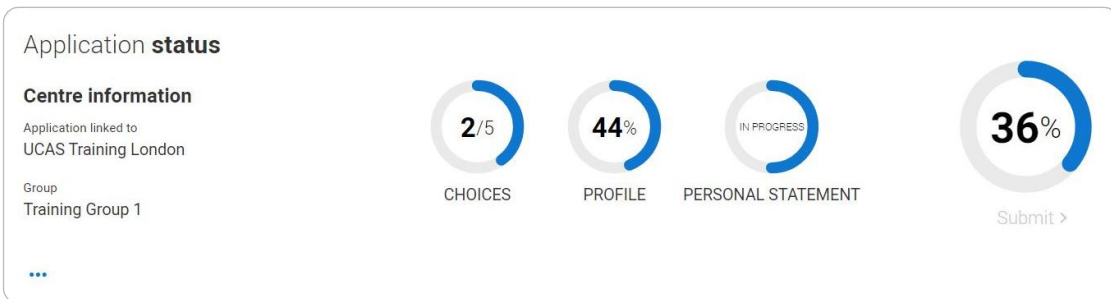 Application status
Centre information
Application linked to
UCAS Training London
Group
Training Group 1
2/5
CHOICES
44%
PROFILE
IN PROGRESS
PERSONAL STATEMENT
36%
Submit >